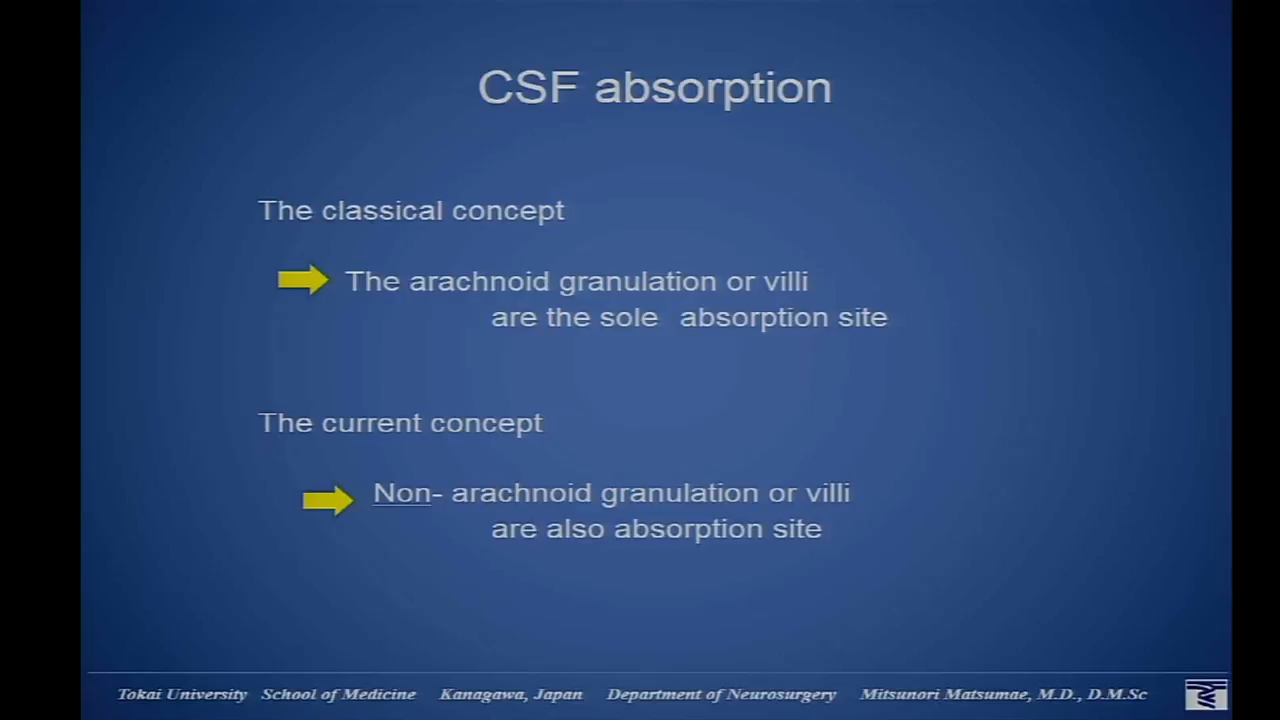 CSF absorption
The classical concept
The arachnoid granulation or villi
are the sole absorption site
The current concept
Non- arachnoid granulation or villi
are also absorption site
Tokai University School of Medicine Kanagawa, Japan Department of Neurosurgery Mitsunori Matsumae, M.D., D.M.Sc